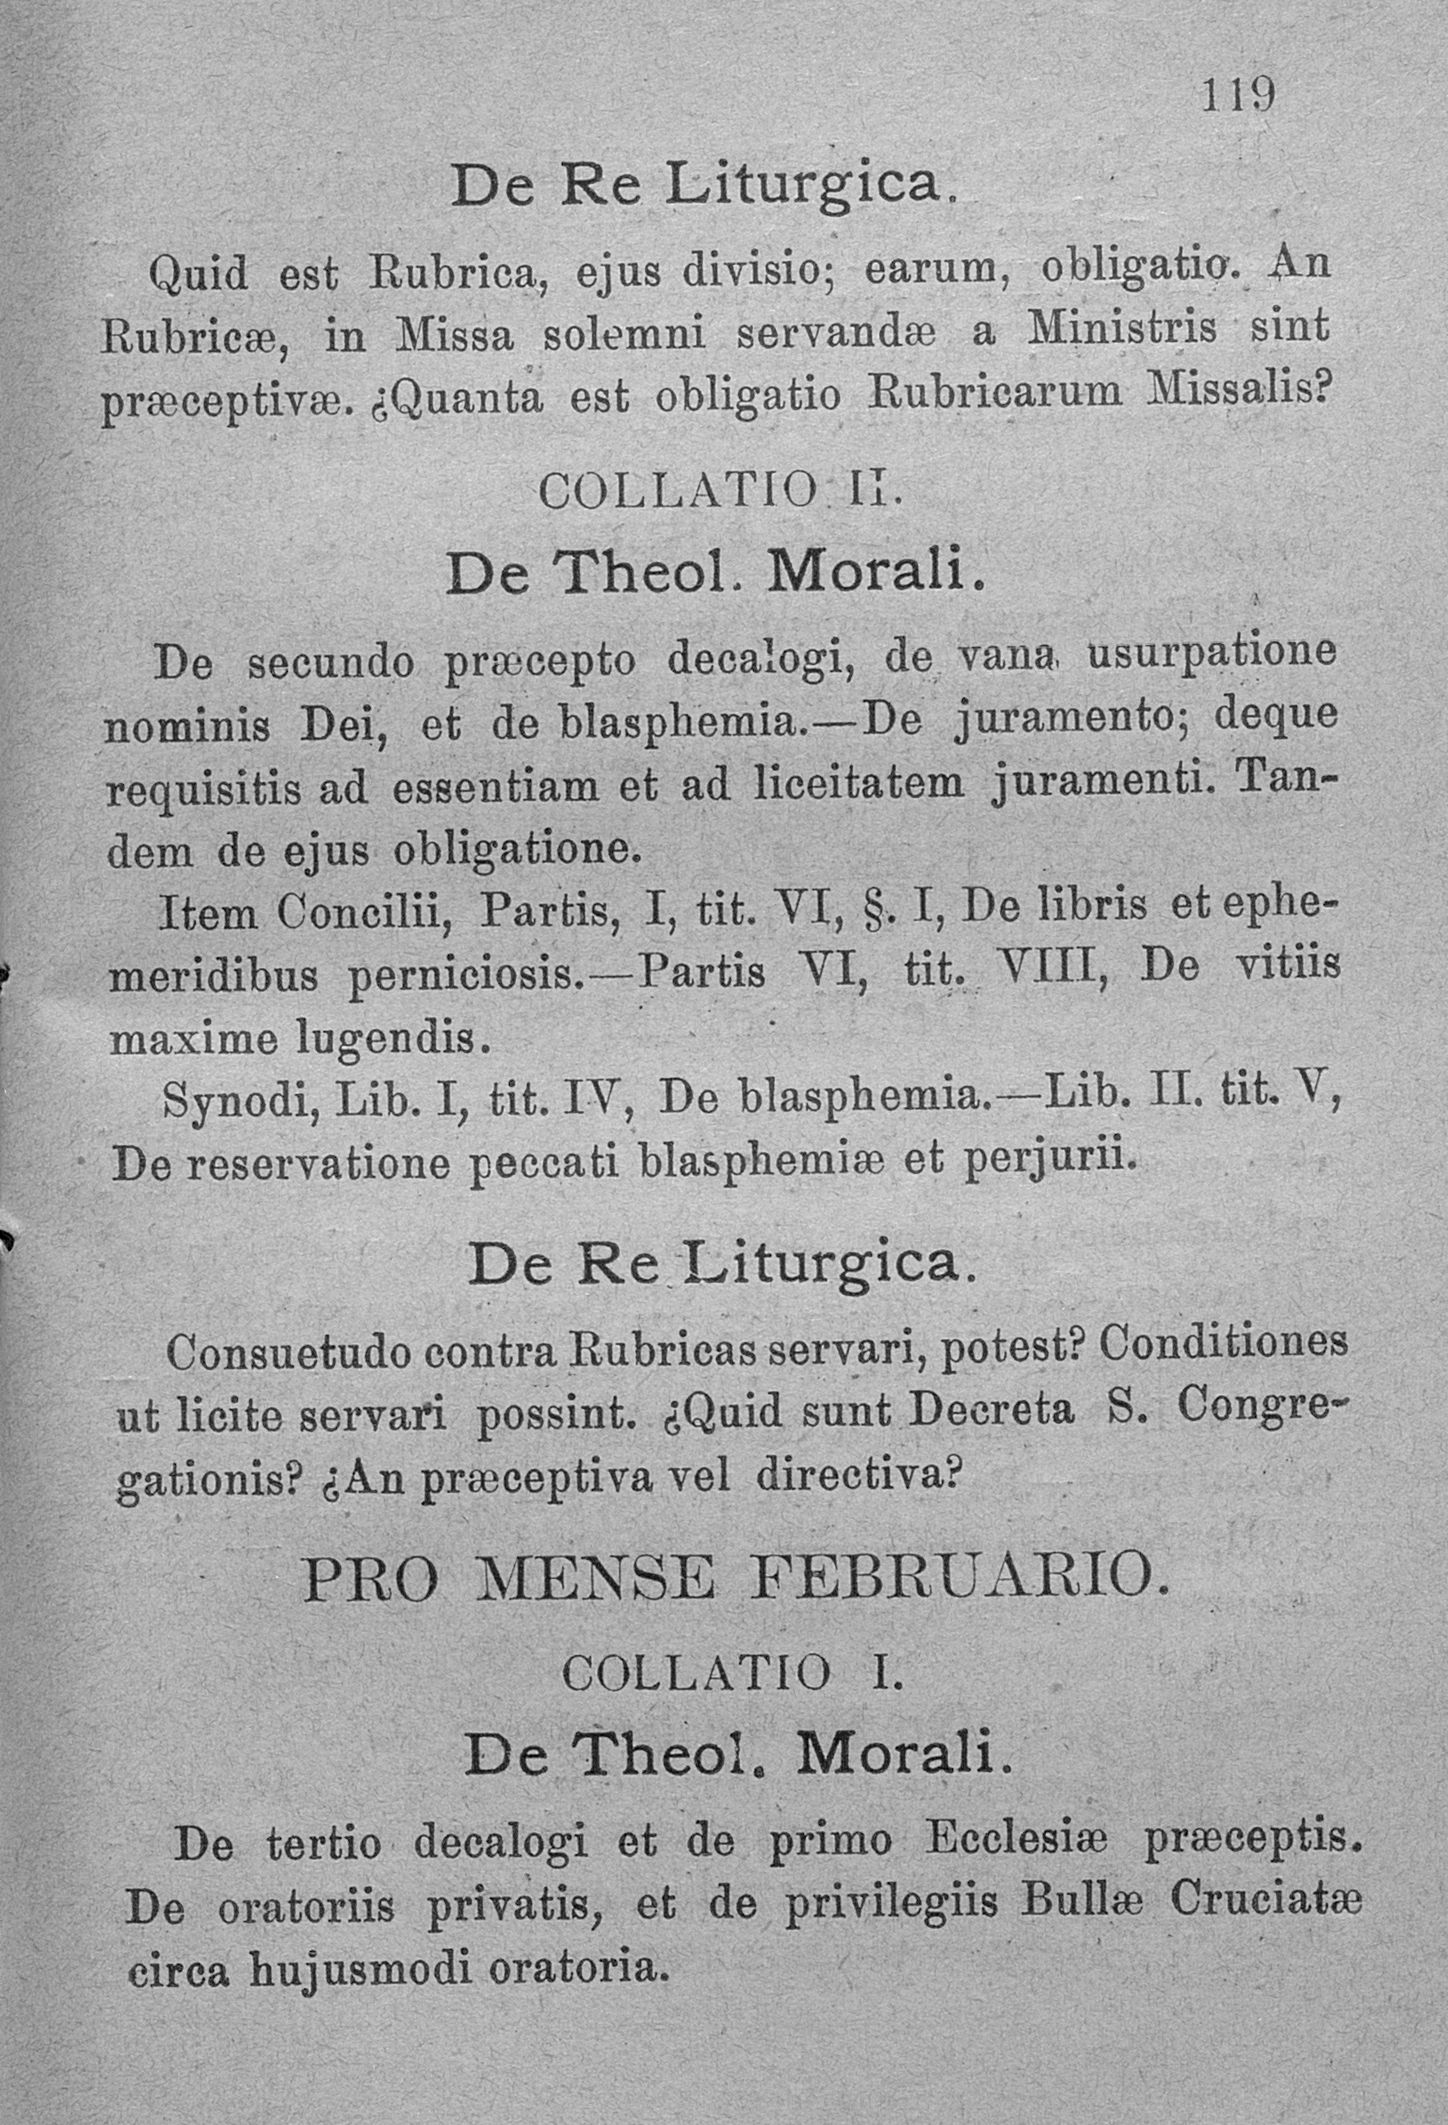 119
De Re Liturgica.
Quid est Rubrica, ejus divisio; earum, obligatio. An
Rubricæ, in Missa solemni servandæ a Ministris sint
præceptivæ. ¿Quanta est obligatio Rubricarum Missalis?
COLLATIO II.
De Theol. Morali.
De secundo præcepto decalogi, de vana usurpatione
nominis Dei, et de blasphemia.—De juramento; deque
requisitis ad essentiam et ad liceitatem juramenti. Tan-
dem de ejus obligatione.
Item Concilii, Partis, I, tit. VI, §. I, De libris et ephe-
meridibus perniciosis.—Partis VI, tit. VIII, De vitiis
maxime lugendis.
Synodi, Lib. I, tit. IV, De blasphemia.—Lib. II. tit. V,
De reservatione peccati blasphemiæ et perjurii.
De Re Liturgica.
Consuetudo contra Rubricas servari, potest? Conditiones
ut licite servari possint. ¿Quid sunt Decreta S. Congre-
gationis? ¿An præceptiva vel directiva?
PRO MENSE FEBRUARIO.
COLLATIO I.
De Theol. Morali.
De tertio decalogi et de primo Ecclesiæ præceptis.
De oratoriis privatis, et de privilegiis Bullæ Cruciatæ
circa hujusmodi oratoria.